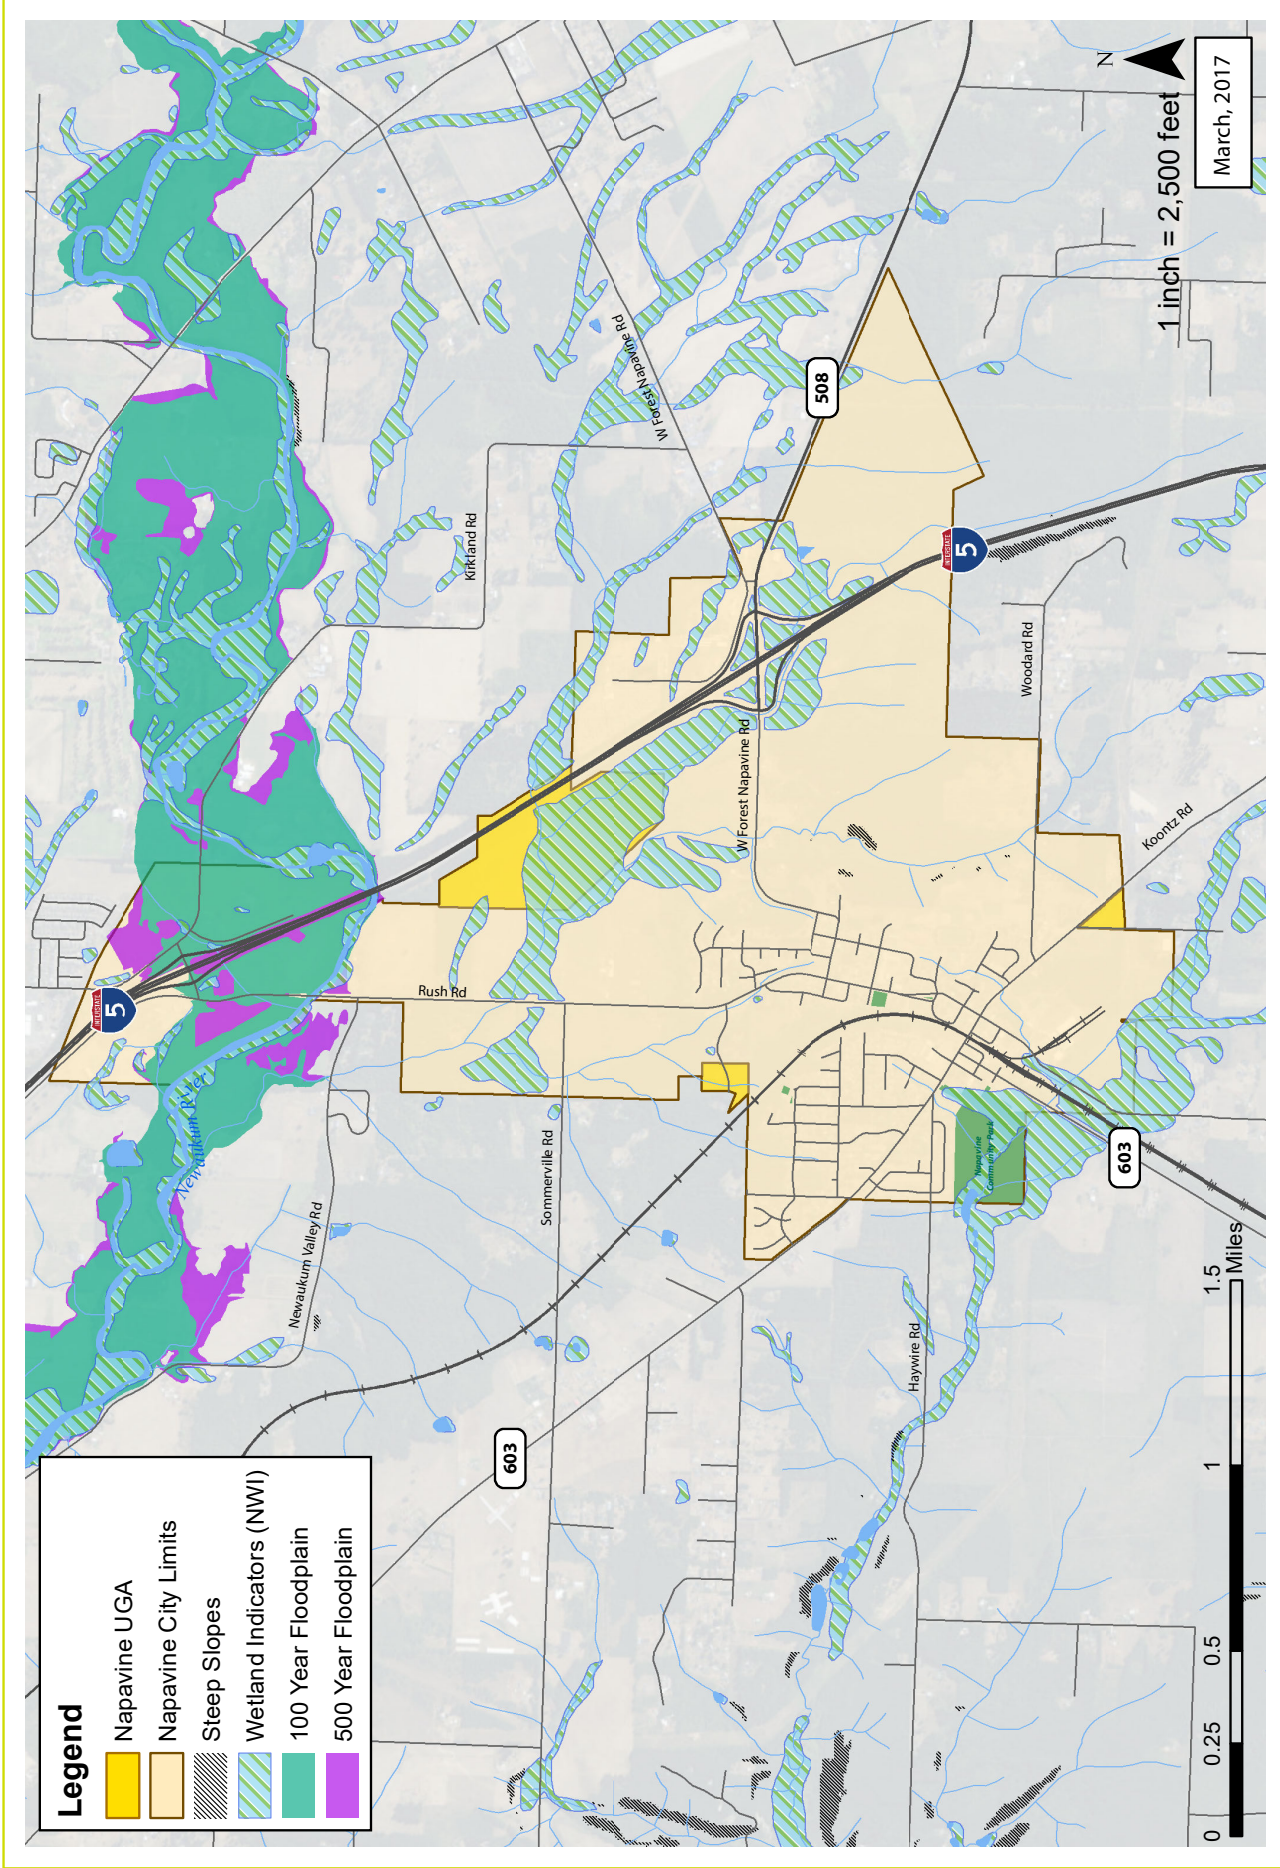 Legend
Napavine UGA
Napavine City Limits
Steep Slopes
Wetland Indicators (NWI)
100 Year Floodplain
500 Year Floodplain
603
Newaukum Valley Rd
Newaukum River
INTERSTATE
5
Rush Rd
Sommerville Rd
Kirkland Rd
W Forest Napavine Rd
W Forest Napavine Rd
508
INTERSTATE
5
Woodard Rd
Koontz Rd
Haywire Rd
Napavine
Community Park
603
0 0.25 0.5 1 1.5
Miles
1 inch = 2,500 feet
N
March, 2017